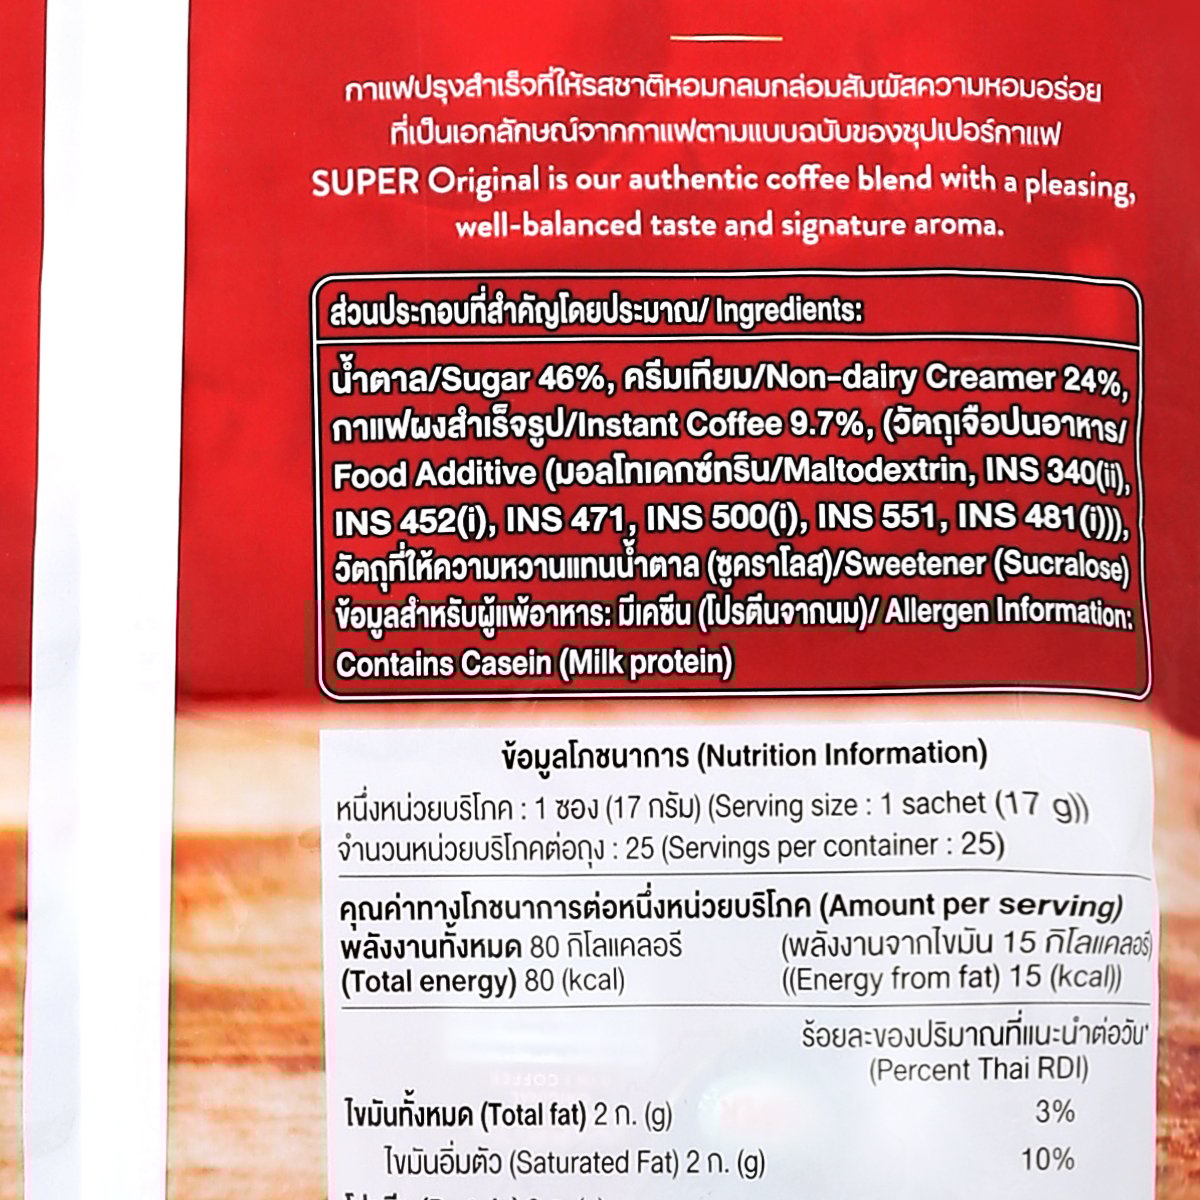 กาแฟปรุงสำเร็จที่ให้รสชาติหอมกลมกล่อมสัมผัสความหอมอร่อย
ที่เป็นเอกลักษณ์จากกาแฟตามแบบฉบับของซุปเปอร์กาแฟ
SUPER Original is our authentic coffee blend with a pleasing,
well-balanced taste and signature aroma.
ส่วนประกอบที่สำคัญโดยประมาณ/ Ingredients:
น้ำตาล/Sugar 46%, ครีมเทียม/Non-dairy Creamer 24%,
กาแฟผงสำเร็จรูป/Instant Coffee 9.7%, (วัตถุเจือปนอาหาร/
Food Additive (มอลโทเดกซ์ทริน/Maltodextrin, INS 340(ii),
INS 452(i), INS 471, INS 500(i), INS 551, INS 481(i))),
วัตถุที่ให้ความหวานแทนน้ำตาล (ซูคราโลส)/Sweetener (Sucralose)
ข้อมูลสำหรับผู้แพ้อาหาร: มีเคซีน (โปรตีนจากนม)/ Allergen Information:
Contains Casein (Milk protein)
ข้อมูลโภชนาการ (Nutrition Information)
หนึ่งหน่วยบริโภค : 1 ซอง (17 กรัม) (Serving size : 1 sachet (17 g))
จำนวนหน่วยบริโภคต่อถุง : 25 (Servings per container : 25)
คุณค่าทางโภชนาการต่อหนึ่งหน่วยบริโภค (Amount per serving)
พลังงานทั้งหมด 80 กิโลแคลอรี (พลังงานจากไขมัน 15 กิโลแคลอรี)
(Total energy) 80 (kcal) ((Energy from fat) 15 (kcal))
ร้อยละของปริมาณที่แนะนำต่อวัน*
(Percent Thai RDI)
ไขมันทั้งหมด (Total fat) 2 ก. (g) 3%
ไขมันอิ่มตัว (Saturated Fat) 2 ก. (g) 10%